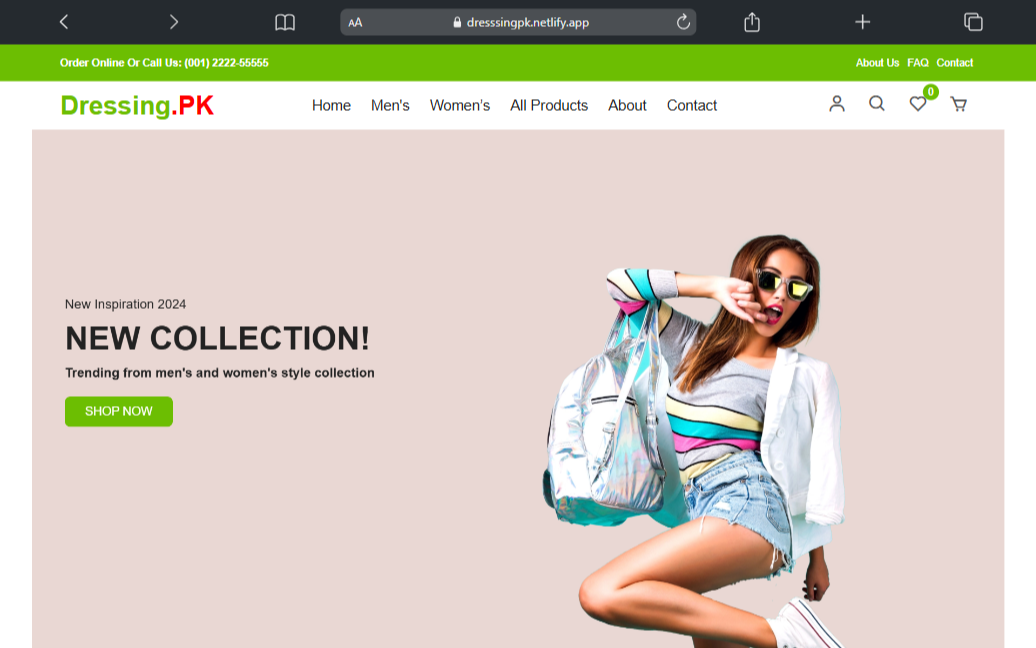 AA dresssingpk.netlify.app
Order Online Or Call Us: (001) 2222-55555
About Us FAQ Contact
Dressing.PK
Home Men's Women's All Products About Contact
0
New Inspiration 2024
NEW COLLECTION!
Trending from men's and women's style collection
SHOP NOW